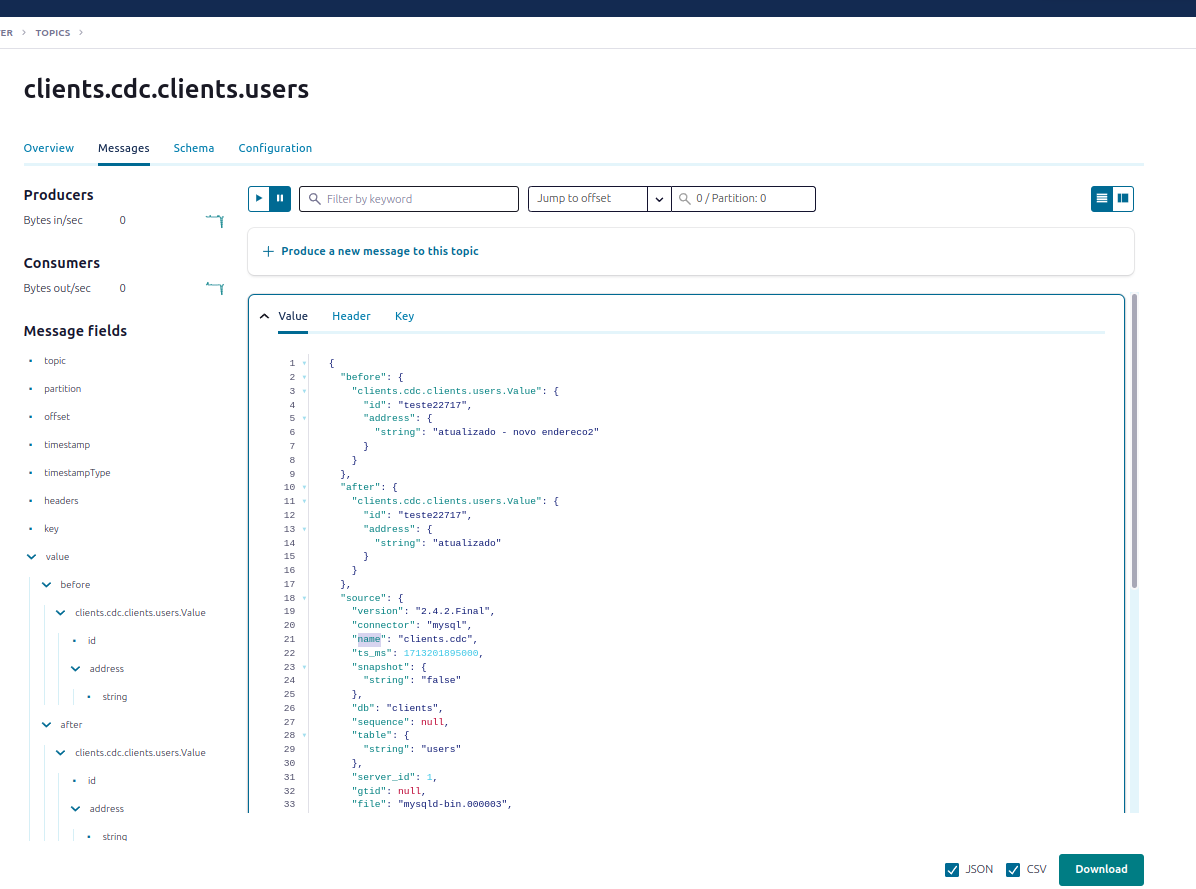 ER > TOPICS >
clients.cdc.clients.users
Overview Messages Schema Configuration
Producers
Bytes in/sec 0
Consumers
Bytes out/sec 0
Message fields
topic
partition
offset
timestamp
timestampType
headers
key
value
before
clients.cdc.clients.users.Value
id
address
string
after
clients.cdc.clients.users.Value
id
address
string
Filter by keyword Jump to offset 0 / Partition: 0
+ Produce a new message to this topic
Value Header Key
1 {
2 "before": {
3 "clients.cdc.clients.users.Value": {
4 "id": "teste22717",
5 "address": {
6 "string": "atualizado - novo endereco2"
7 }
8 }
9 },
10 "after": {
11 "clients.cdc.clients.users.Value": {
12 "id": "teste22717",
13 "address": {
14 "string": "atualizado"
15 }
16 }
17 },
18 "source": {
19 "version": "2.4.2.Final",
20 "connector": "mysql",
21 "name": "clients.cdc",
22 "ts_ms": 1713201895000,
23 "snapshot": {
24 "string": "false"
25 },
26 "db": "clients",
27 "sequence": null,
28 "table": {
29 "string": "users"
30 },
31 "server_id": 1,
32 "gtid": null,
33 "file": "mysqld-bin.000003",
JSON CSV Download